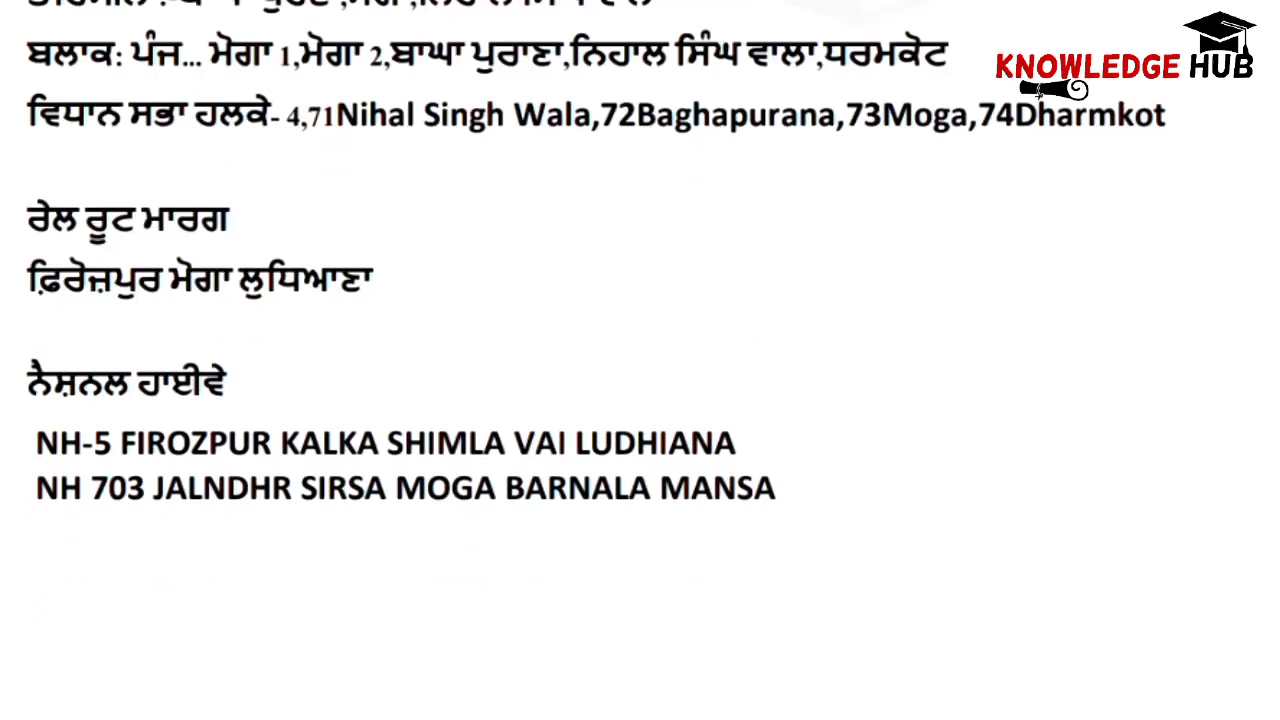 ਬਲਾਕ: ਪੰਜ... ਮੋਗਾ 1,ਮੋਗਾ 2,ਬਾਘਾ ਪੁਰਾਣਾ,ਨਿਹਾਲ ਸਿੰਘ ਵਾਲਾ,ਧਰਮਕੋਟ
KNOWLEDGE HUB
ਵਿਧਾਨ ਸਭਾ ਹਲਕੇ- 4,71Nihal Singh Wala,72Baghapurana,73Moga,74Dharmkot
ਰੇਲ ਰੂਟ ਮਾਰਗ
ਫ਼ਿਰੋਜ਼ਪੁਰ ਮੋਗਾ ਲੁਧਿਆਣਾ
ਨੈਸ਼ਨਲ ਹਾਈਵੇ
NH-5 FIROZPUR KALKA SHIMLA VAI LUDHIANA
NH 703 JALNDHR SIRSA MOGA BARNALA MANSA